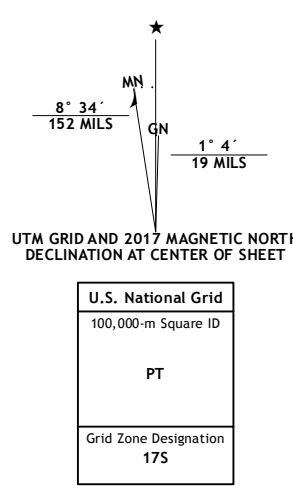 ★
MN
8° 34´
152 MILS
GN
1° 4´
19 MILS
UTM GRID AND 2017 MAGNETIC NORTH
DECLINATION AT CENTER OF SHEET
U.S. National Grid
100,000-m Square ID
PT
Grid Zone Designation
17S